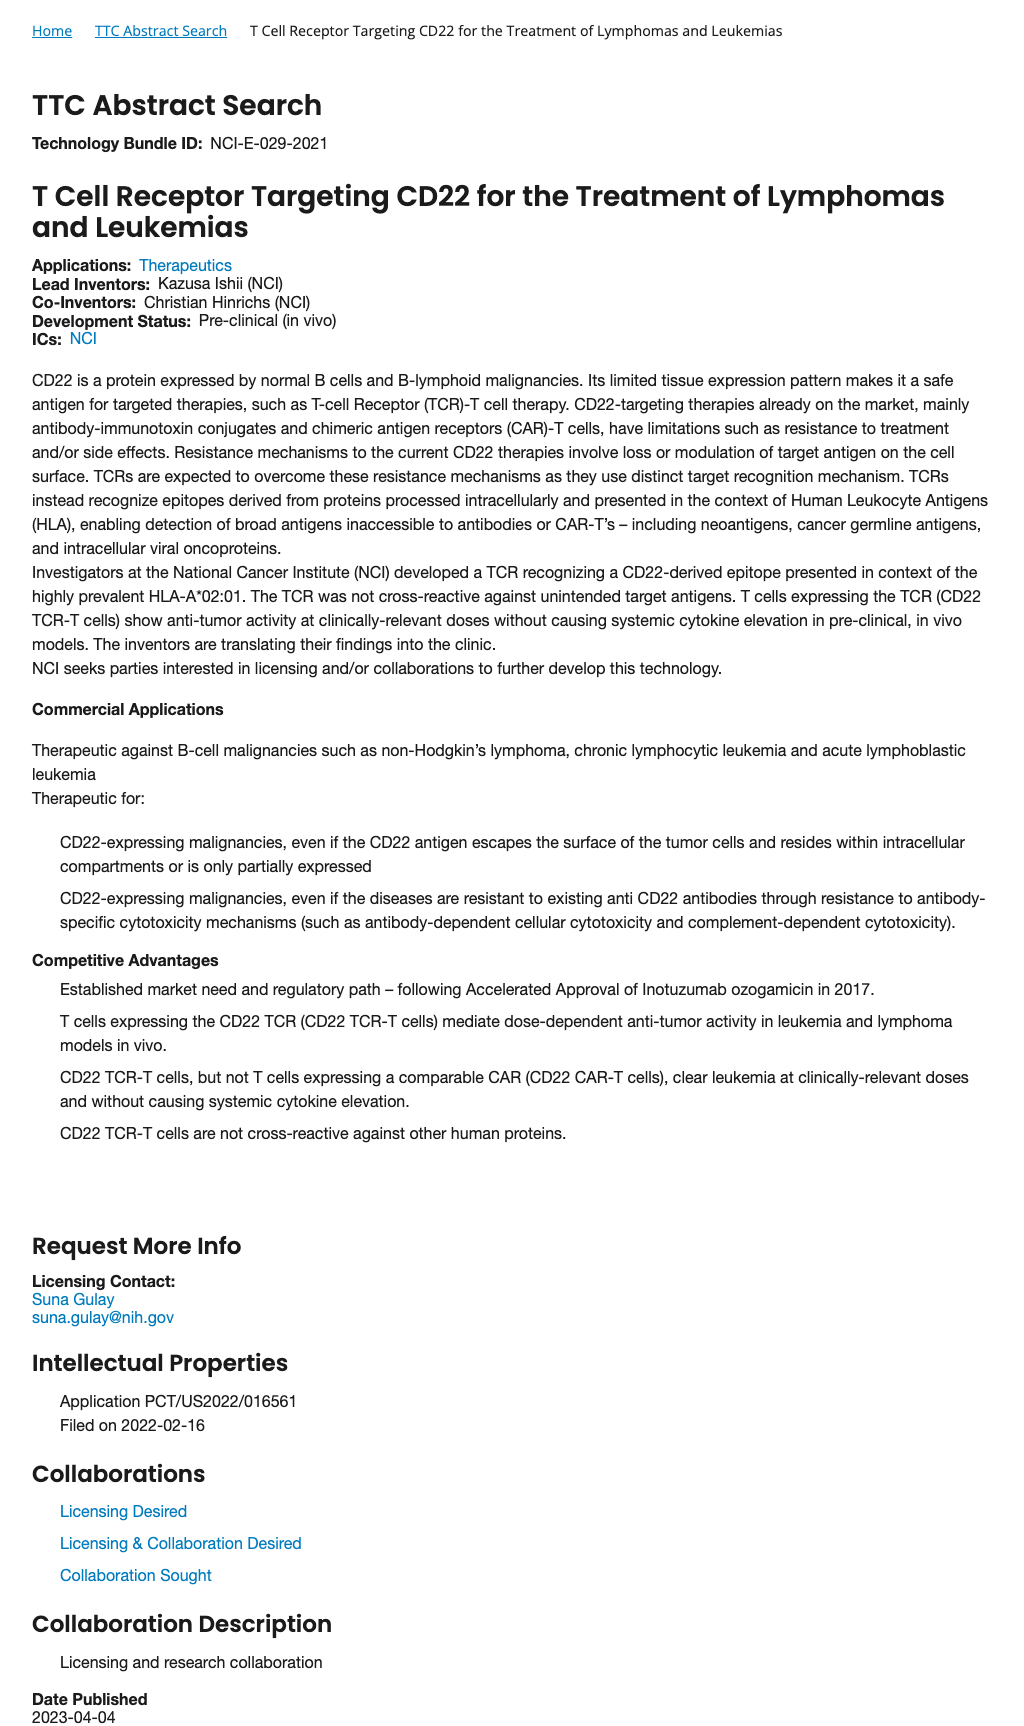 Home TTC Abstract Search T Cell Receptor Targeting CD22 for the Treatment of Lymphomas and Leukemias
TTC Abstract Search
Technology Bundle ID: NCI-E-029-2021
T Cell Receptor Targeting CD22 for the Treatment of Lymphomas
and Leukemias
Applications: Therapeutics
Lead Inventors: Kazusa Ishii (NCI)
Co-Inventors: Christian Hinrichs (NCI)
Development Status: Pre-clinical (in vivo)
ICs: NCI
CD22 is a protein expressed by normal B cells and B-lymphoid malignancies. Its limited tissue expression pattern makes it a safe
antigen for targeted therapies, such as T-cell Receptor (TCR)-T cell therapy. CD22-targeting therapies already on the market, mainly
antibody-immunotoxin conjugates and chimeric antigen receptors (CAR)-T cells, have limitations such as resistance to treatment
and/or side effects. Resistance mechanisms to the current CD22 therapies involve loss or modulation of target antigen on the cell
surface. TCRs are expected to overcome these resistance mechanisms as they use distinct target recognition mechanism. TCRs
instead recognize epitopes derived from proteins processed intracellularly and presented in the context of Human Leukocyte Antigens
(HLA), enabling detection of broad antigens inaccessible to antibodies or CAR-T’s – including neoantigens, cancer germline antigens,
and intracellular viral oncoproteins.
Investigators at the National Cancer Institute (NCI) developed a TCR recognizing a CD22-derived epitope presented in context of the
highly prevalent HLA-A*02:01. The TCR was not cross-reactive against unintended target antigens. T cells expressing the TCR (CD22
TCR-T cells) show anti-tumor activity at clinically-relevant doses without causing systemic cytokine elevation in pre-clinical, in vivo
models. The inventors are translating their findings into the clinic.
NCI seeks parties interested in licensing and/or collaborations to further develop this technology.
Commercial Applications
Therapeutic against B-cell malignancies such as non-Hodgkin’s lymphoma, chronic lymphocytic leukemia and acute lymphoblastic
leukemia
Therapeutic for:
CD22-expressing malignancies, even if the CD22 antigen escapes the surface of the tumor cells and resides within intracellular
compartments or is only partially expressed
CD22-expressing malignancies, even if the diseases are resistant to existing anti CD22 antibodies through resistance to antibody-
specific cytotoxicity mechanisms (such as antibody-dependent cellular cytotoxicity and complement-dependent cytotoxicity).
Competitive Advantages
Established market need and regulatory path – following Accelerated Approval of Inotuzumab ozogamicin in 2017.
T cells expressing the CD22 TCR (CD22 TCR-T cells) mediate dose-dependent anti-tumor activity in leukemia and lymphoma
models in vivo.
CD22 TCR-T cells, but not T cells expressing a comparable CAR (CD22 CAR-T cells), clear leukemia at clinically-relevant doses
and without causing systemic cytokine elevation.
CD22 TCR-T cells are not cross-reactive against other human proteins.
Request More Info
Licensing Contact:
Suna Gulay
suna.gulay@nih.gov
Intellectual Properties
Application PCT/US2022/016561
Filed on 2022-02-16
Collaborations
Licensing Desired
Licensing & Collaboration Desired
Collaboration Sought
Collaboration Description
Licensing and research collaboration
Date Published
2023-04-04